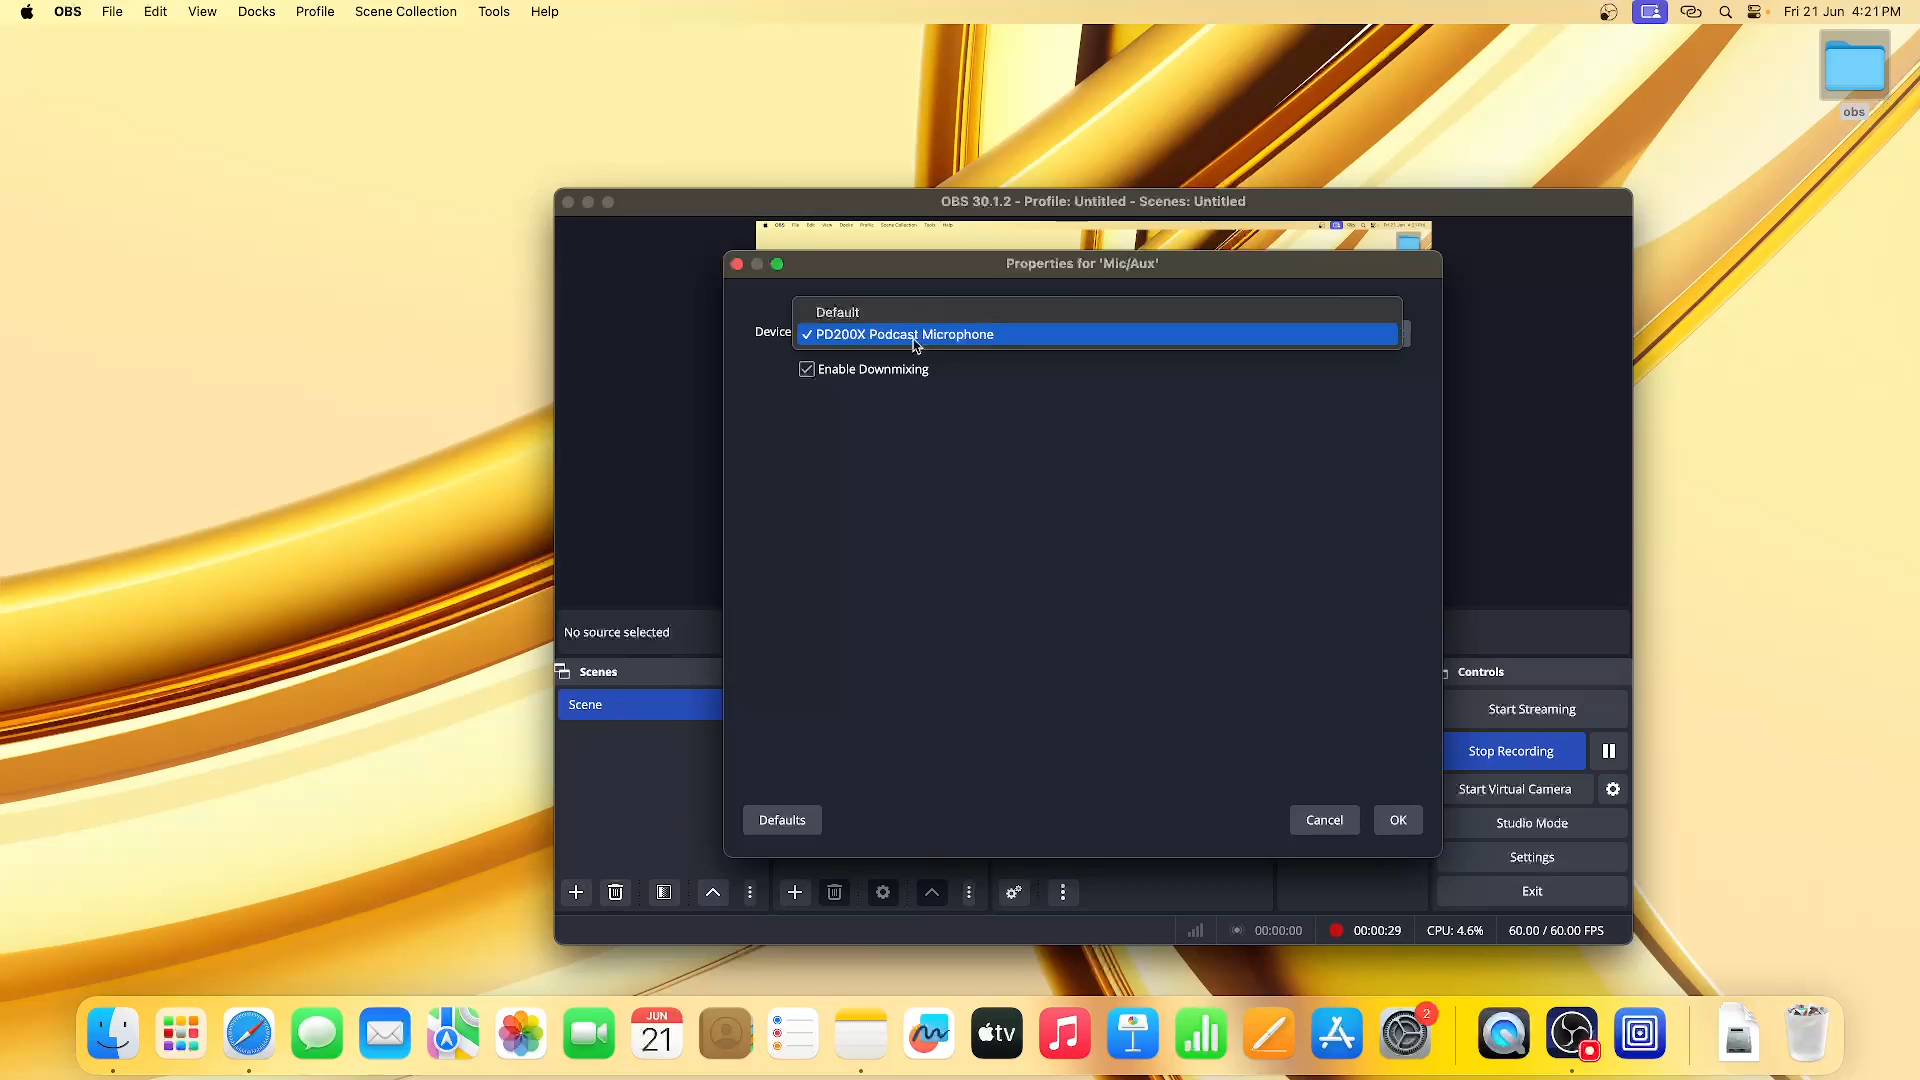 OBS File Edit View Docks Profile Scene Collection Tools Help
Fri 21 Jun 4:21 PM
obs
OBS 30.1.2 - Profile: Untitled - Scenes: Untitled
Properties for 'Mic/Aux'
Default
Device
✓ PD200X Podcast Microphone
Enable Downmixing
No source selected
Scenes
Controls
Scene
Start Streaming
Stop Recording
Start Virtual Camera
Defaults
Cancel
OK
Studio Mode
Settings
Exit
00:00:00
00:00:29
CPU: 4.6%
60.00 / 60.00 FPS
JUN
21
tv
2